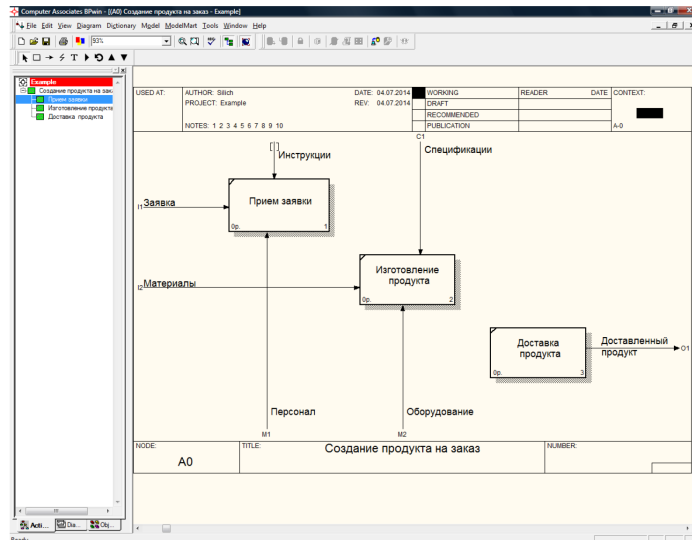 Computer Associates BPwin - [(A0) Создание продукта на заказ - Example]
File Edit View Diagram Dictionary Model ModelMart Tools Window Help
93%
T
Example
Создание продукта на зак
Прием заявки
Изготовление продукта
Доставка продукта
USED AT:
AUTHOR: Silich
DATE: 04.07.2014
WORKING
READER
DATE
CONTEXT:
PROJECT: Example
REV: 04.07.2014
DRAFT
RECOMMENDED
NOTES: 1 2 3 4 5 6 7 8 9 10
PUBLICATION
A-0
C1
Инструкции
Спецификации
I1 Заявка
Прием заявки
0р.
1
I2 Материалы
Изготовление
продукта
0р.
2
Доставка
продукта
0р.
3
Доставленный
продукт
O1
Персонал
Оборудование
M1
M2
NODE:
TITLE:
NUMBER:
A0
Создание продукта на заказ
Acti...
Dia...
Obj...
Ready